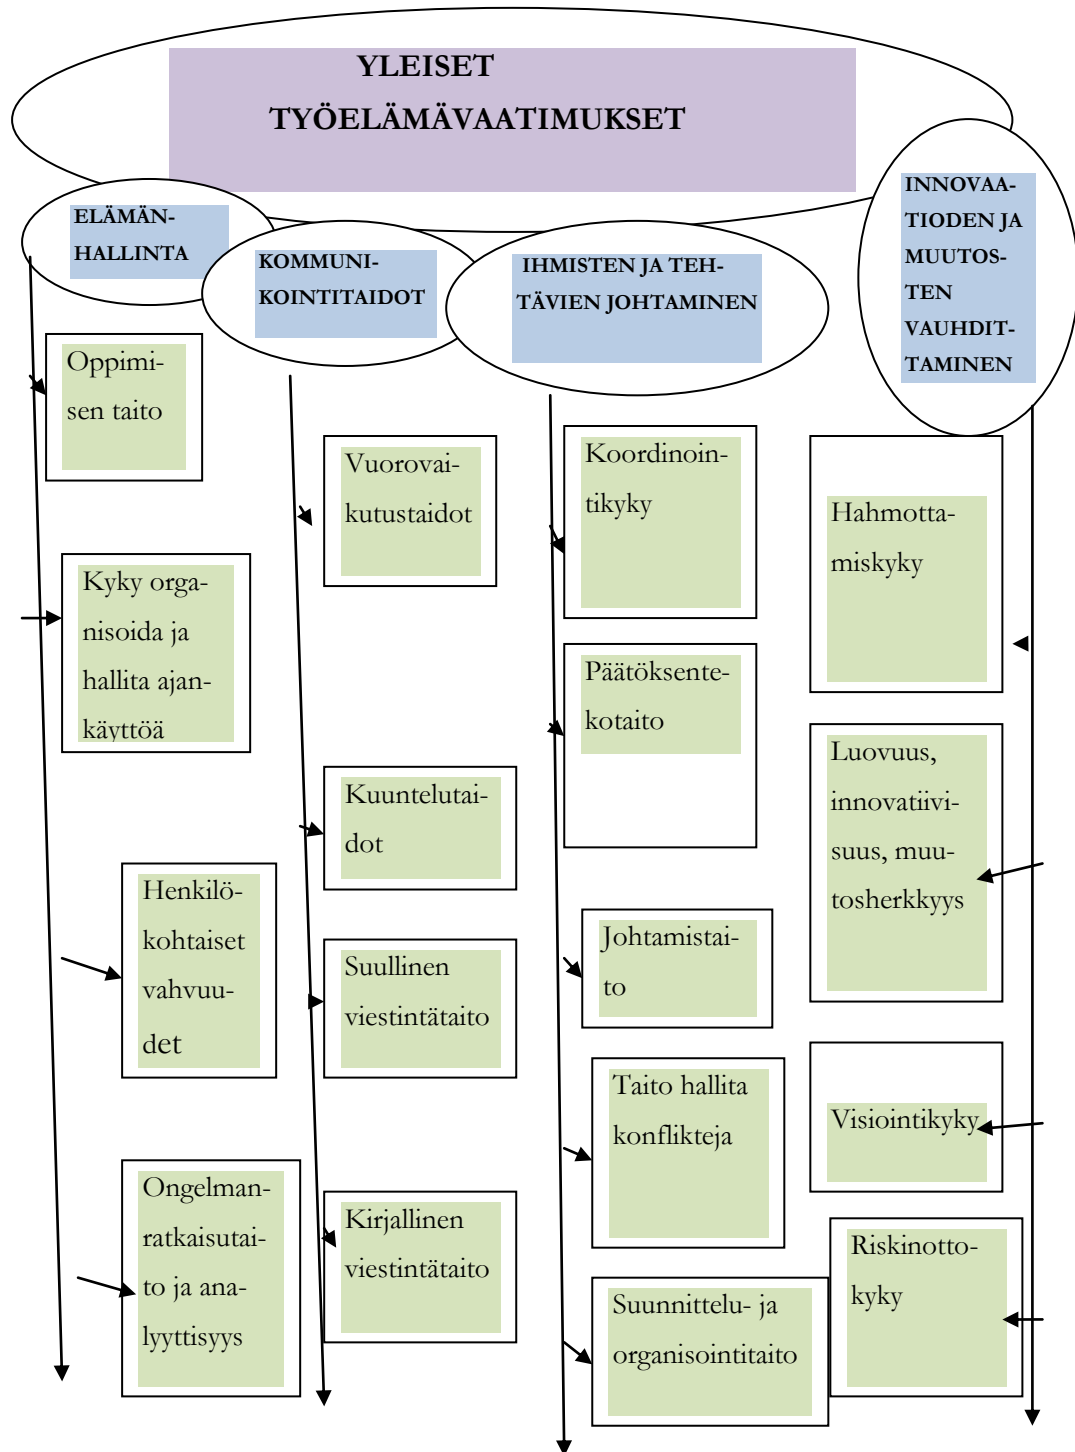 YLEISET
TYÖELÄMÄVAATIMUKSET
ELÄMÄN-
HALLINTA
KOMMUNI-
KOINTITAIDOT
IHMISTEN JA TEH-
TÄVIEN JOHTAMINEN
INNOVAA-
TIODEN JA
MUUTOS-
TEN
VAUHDIT-
TAMINEN
Oppimi-
sen taito
Kyky orga-
nisoida ja
hallita ajan-
käyttöä
Henkilö-
kohtaiset
vahvuu-
det
Ongelman-
ratkaisutai-
to ja ana-
lyyttisyys
Vuorovai-
kutustaidot
Kuuntelutai-
dot
Suullinen
viestintätaito
Kirjallinen
viestintätaito
Koordinoin-
tikyky
Päätöksente-
kotaito
Johtamistai-
to
Taito hallita
konflikteja
Suunnittelu- ja
organisointitaito
Hahmotta-
miskyky
Luovuus,
innovatiivi-
suus, muu-
tosherkkyys
Visiointikyky
Riskinotto-
kyky